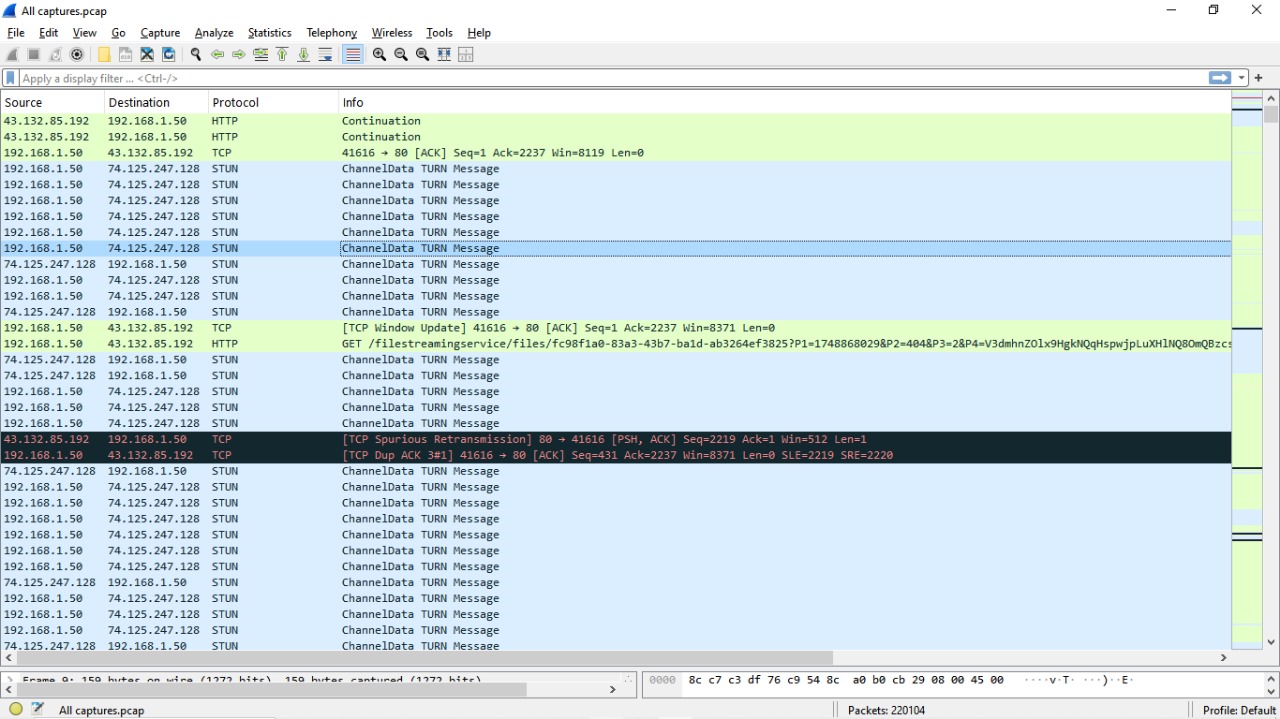 All captures.pcap
File Edit View Go Capture Analyze Statistics Telephony Wireless Tools Help
Apply a display filter ... <Ctrl-/>
Source Destination Protocol Info
43.132.85.192 192.168.1.50 HTTP Continuation
43.132.85.192 192.168.1.50 HTTP Continuation
192.168.1.50 43.132.85.192 TCP 41616 → 80 [ACK] Seq=1 Ack=2237 Win=8119 Len=0
192.168.1.50 74.125.247.128 STUN ChannelData TURN Message
192.168.1.50 74.125.247.128 STUN ChannelData TURN Message
192.168.1.50 74.125.247.128 STUN ChannelData TURN Message
192.168.1.50 74.125.247.128 STUN ChannelData TURN Message
192.168.1.50 74.125.247.128 STUN ChannelData TURN Message
192.168.1.50 74.125.247.128 STUN ChannelData TURN Message
74.125.247.128 192.168.1.50 STUN ChannelData TURN Message
74.125.247.128 192.168.1.50 STUN ChannelData TURN Message
74.125.247.128 192.168.1.50 STUN ChannelData TURN Message
74.125.247.128 192.168.1.50 STUN ChannelData TURN Message
192.168.1.50 43.132.85.192 TCP [TCP Window Update] 41616 → 80 [ACK] Seq=1 Ack=2237 Win=8371 Len=0
192.168.1.50 43.132.85.192 HTTP GET /filestreamingservice/files/fc98f1a0-83a3-43b7-ba1d-ab3264ef3825?P1=1748868029&P2=404&P3=2&P4=V3dmhnZOlx9HgkNQqHspwjpLuXHlNQ8OmQBzcs
74.125.247.128 192.168.1.50 STUN ChannelData TURN Message
74.125.247.128 192.168.1.50 STUN ChannelData TURN Message
192.168.1.50 74.125.247.128 STUN ChannelData TURN Message
192.168.1.50 74.125.247.128 STUN ChannelData TURN Message
192.168.1.50 74.125.247.128 STUN ChannelData TURN Message
43.132.85.192 192.168.1.50 TCP [TCP Spurious Retransmission] 80 → 41616 [PSH, ACK] Seq=2219 Ack=1 Win=512 Len=1
192.168.1.50 43.132.85.192 TCP [TCP Dup ACK 3#1] 41616 → 80 [ACK] Seq=431 Ack=2237 Win=8371 Len=0 SLE=2219 SRE=2220
74.125.247.128 192.168.1.50 STUN ChannelData TURN Message
192.168.1.50 74.125.247.128 STUN ChannelData TURN Message
192.168.1.50 74.125.247.128 STUN ChannelData TURN Message
192.168.1.50 74.125.247.128 STUN ChannelData TURN Message
192.168.1.50 74.125.247.128 STUN ChannelData TURN Message
192.168.1.50 74.125.247.128 STUN ChannelData TURN Message
192.168.1.50 74.125.247.128 STUN ChannelData TURN Message
74.125.247.128 192.168.1.50 STUN ChannelData TURN Message
192.168.1.50 74.125.247.128 STUN ChannelData TURN Message
192.168.1.50 74.125.247.128 STUN ChannelData TURN Message
192.168.1.50 74.125.247.128 STUN ChannelData TURN Message
74.125.247.128 192.168.1.50 STUN ChannelData TURN Message
Frame 9: 159 bytes on wire (1272 bits), 159 bytes captured (1272 bits)
0000 8c c7 c3 df 76 c9 54 8c a0 b0 cb 29 08 00 45 00 ····v·T· ···)··E·
All captures.pcap Packets: 220104 Profile: Default